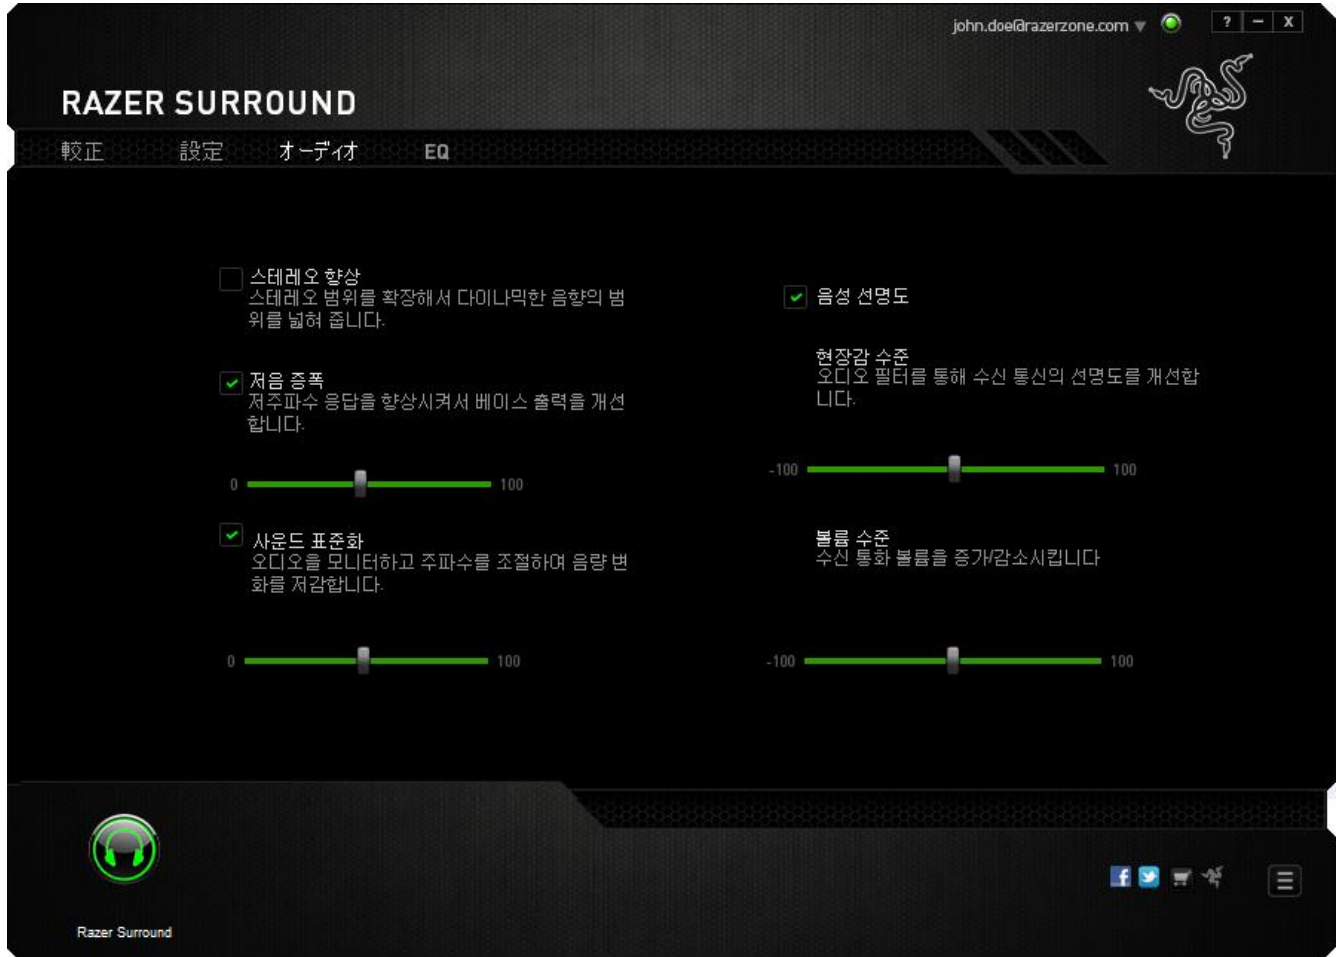 john.doe@razerzone.com
? – X
RAZER SURROUND
較正 設定 オーディオ EQ
스테레오 향상
스테레오 범위를 확장해서 다이나믹한 음향의 범
위를 넓혀 줍니다.
저음 증폭
저주파수 응답을 향상시켜서 베이스 출력을 개선
합니다.
0 100
사운드 표준화
오디오을 모니터하고 주파수를 조절하여 음량 변
화를 저감합니다.
0 100
음성 선명도
현장감 수준
오디오 필터를 통해 수신 통신의 선명도를 개선합
니다.
-100 100
볼륨 수준
수신 통화 볼륨을 증가/감소시킵니다
-100 100
Razer Surround